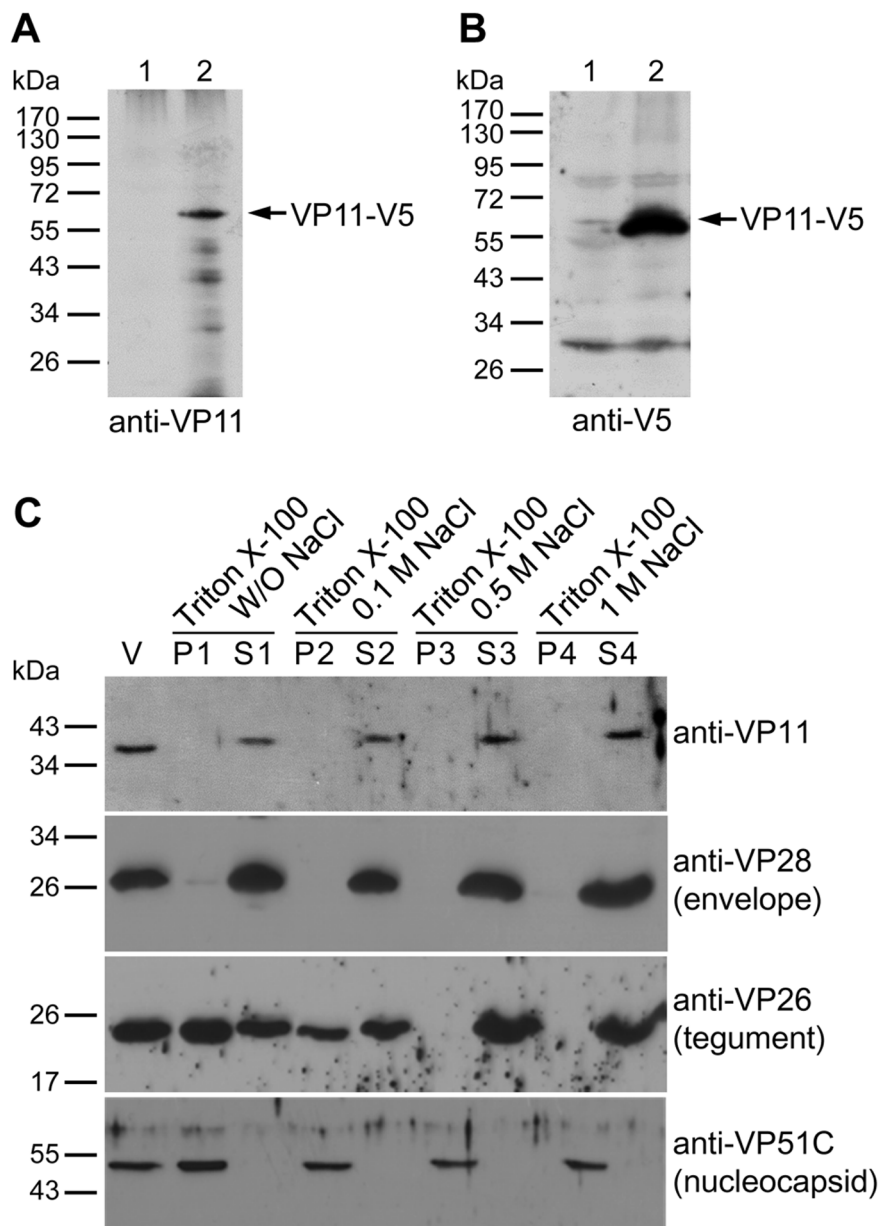 A
kDa
1 2
170
130
95
72
55
43
34
26
VP11-V5
anti-VP11
B
kDa
1 2
170
130
95
72
55
43
34
26
VP11-V5
anti-V5
C
Triton X-100
W/O NaCl
Triton X-100
0.1 M NaCl
Triton X-100
0.5 M NaCl
Triton X-100
1 M NaCl
kDa
V P1 S1 P2 S2 P3 S3 P4 S4
43
34
anti-VP11
34
26
anti-VP28
(envelope)
26
17
anti-VP26
(tegument)
55
43
anti-VP51C
(nucleocapsid)